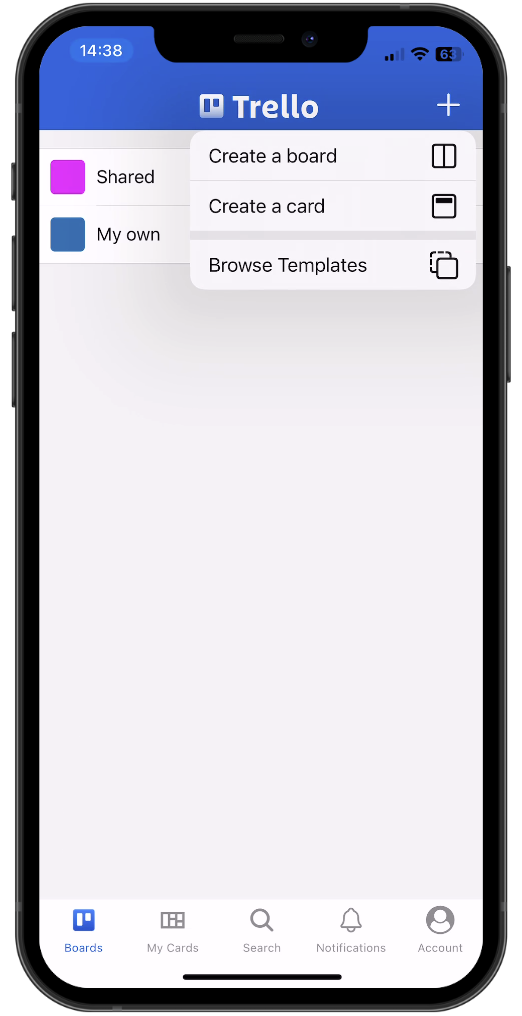 14:38
63
Trello
Create a board
Shared
Create a card
My own
Browse Templates
Boards
My Cards
Search
Notifications
Account